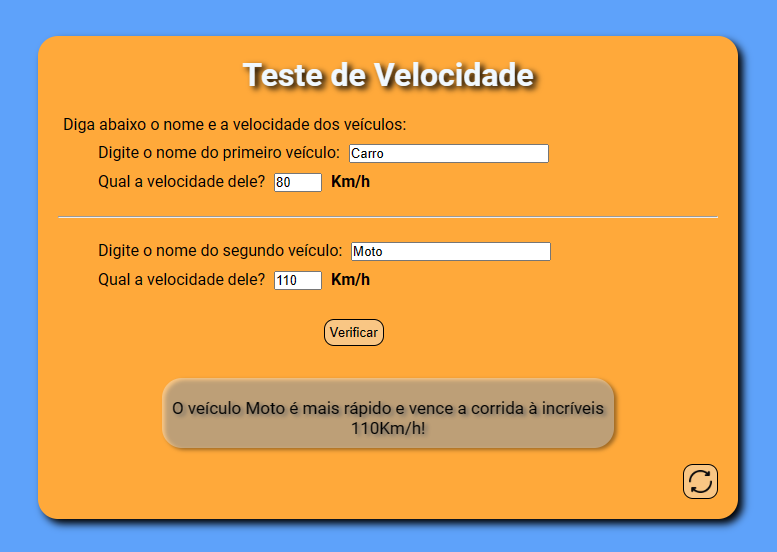 Teste de Velocidade
Diga abaixo o nome e a velocidade dos veículos:
Digite o nome do primeiro veículo: Carro
Qual a velocidade dele? 80 Km/h
Digite o nome do segundo veículo: Moto
Qual a velocidade dele? 110 Km/h
Verificar
O veículo Moto é mais rápido e vence a corrida à incríveis
110Km/h!